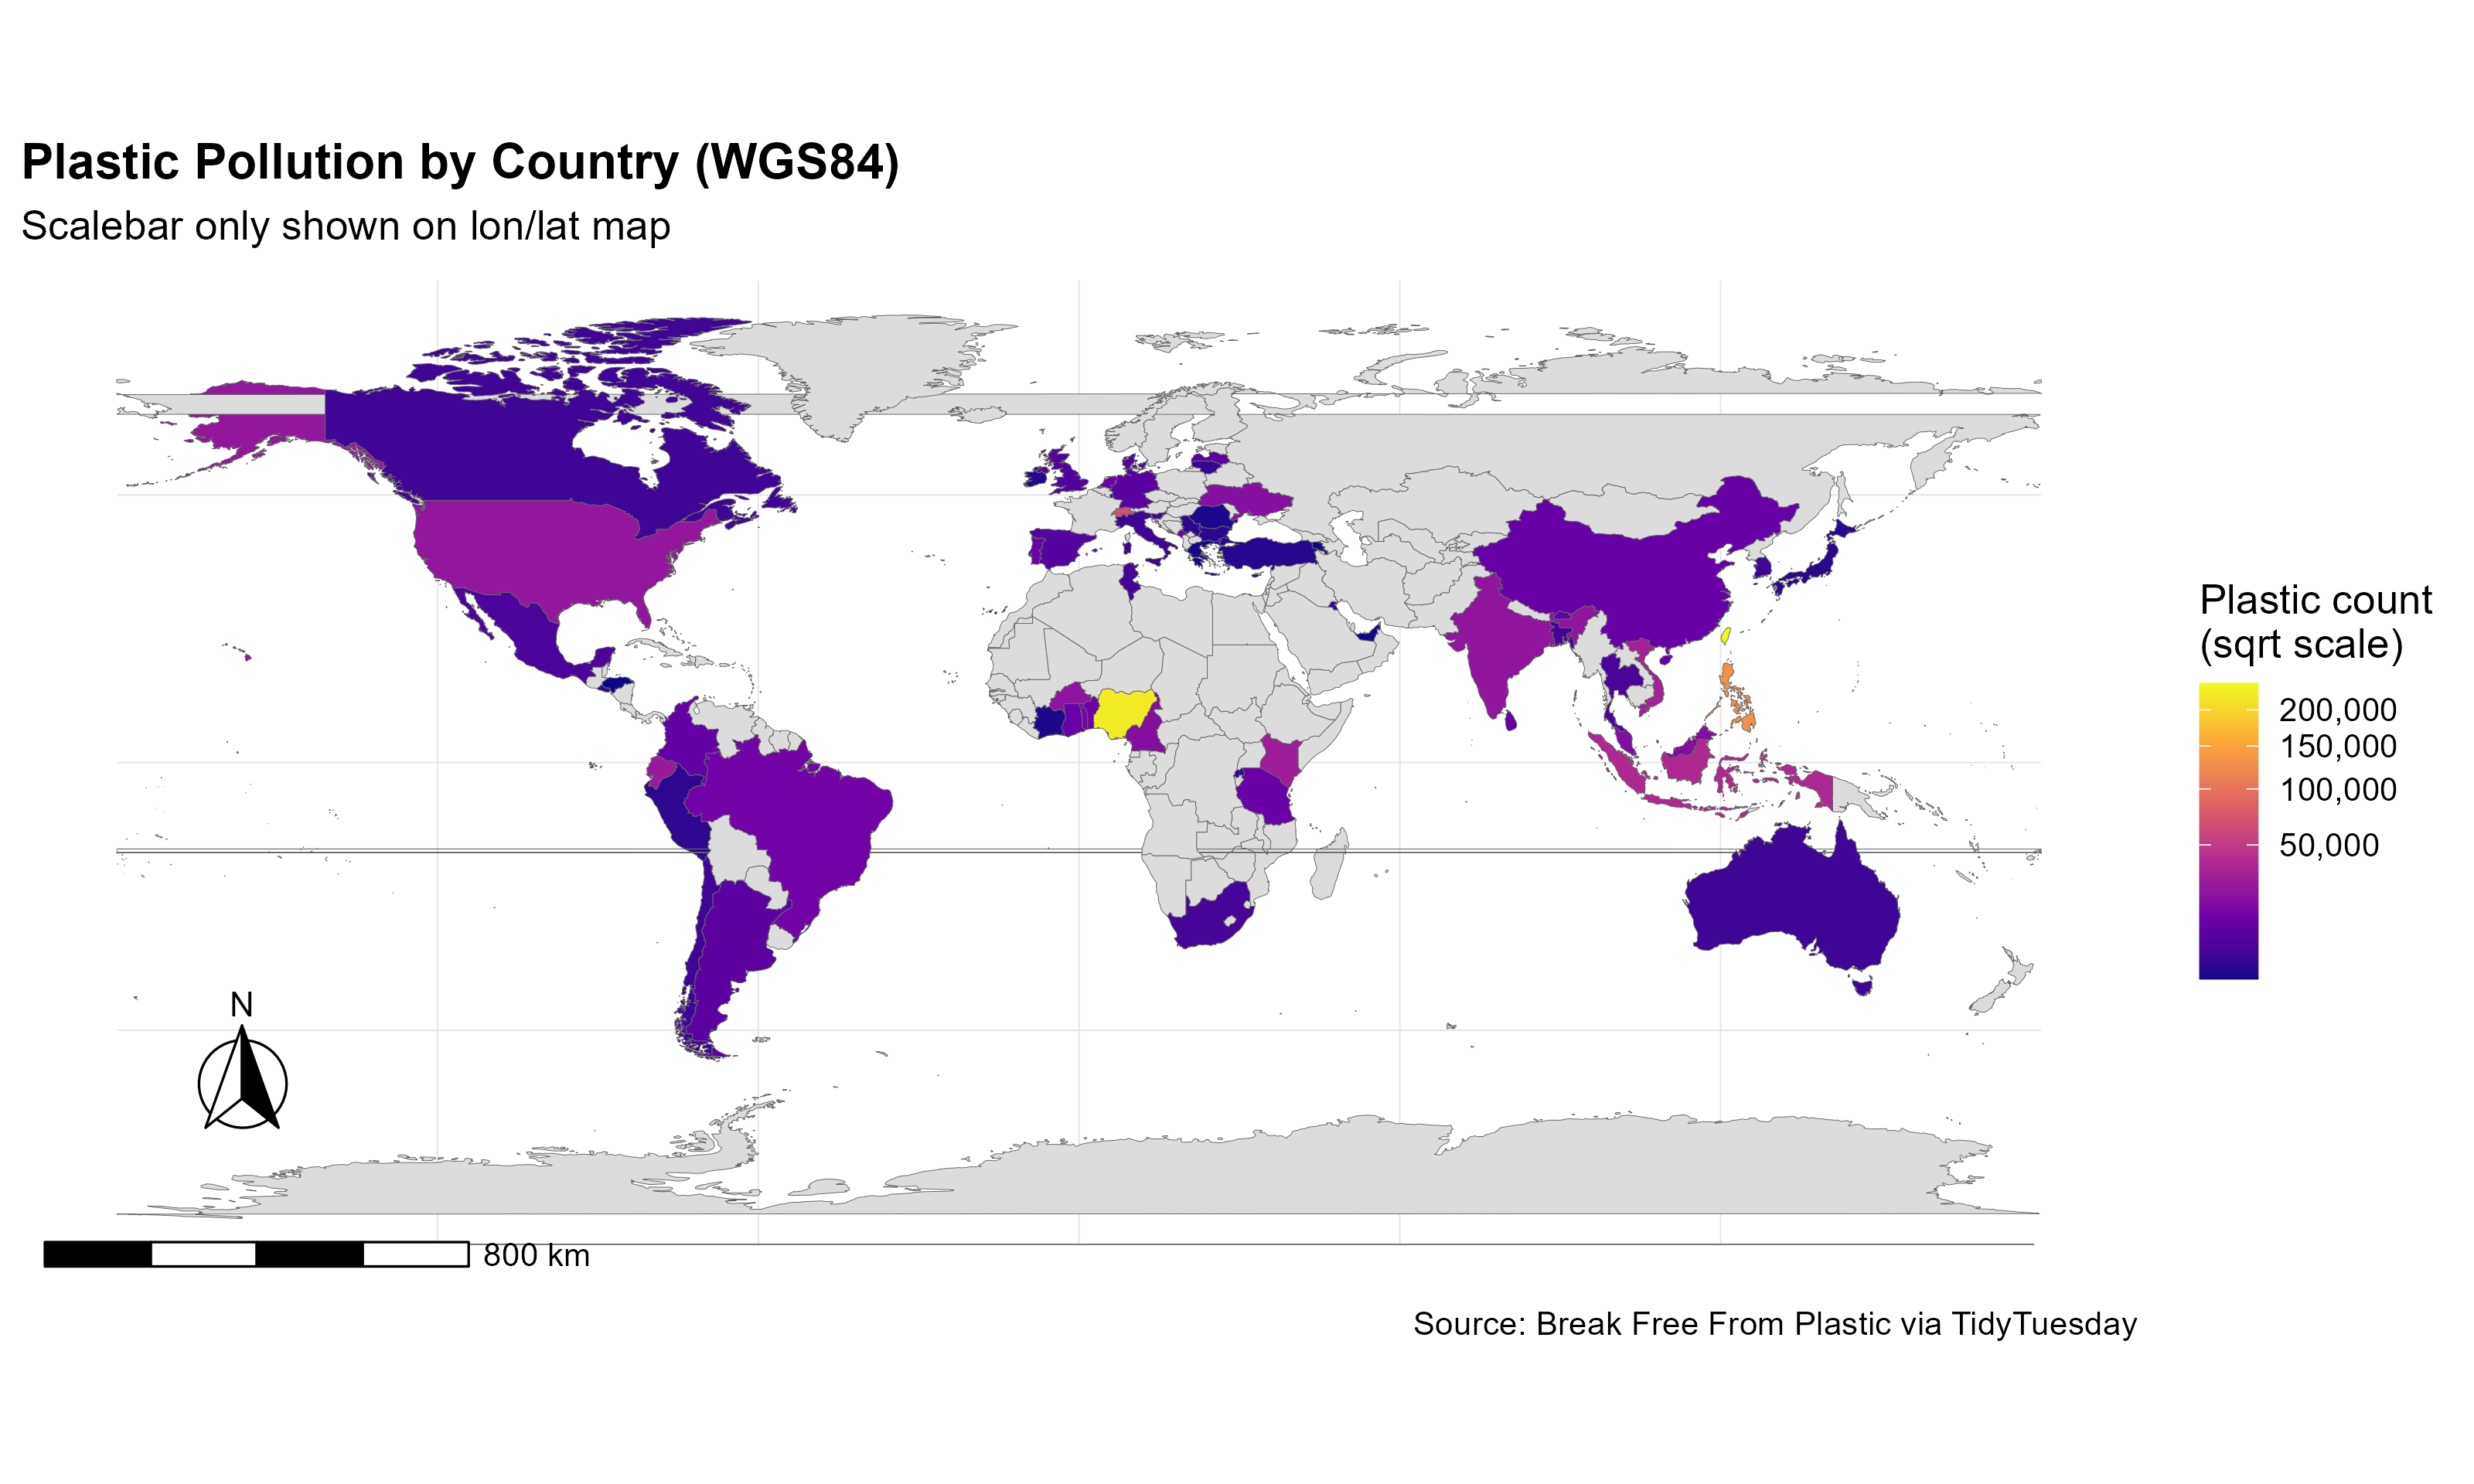 Plastic Pollution by Country (WGS84)
Scalebar only shown on lon/lat map
Plastic count
(sqrt scale)
200,000
150,000
100,000
50,000
N
800 km
Source: Break Free From Plastic via TidyTuesday